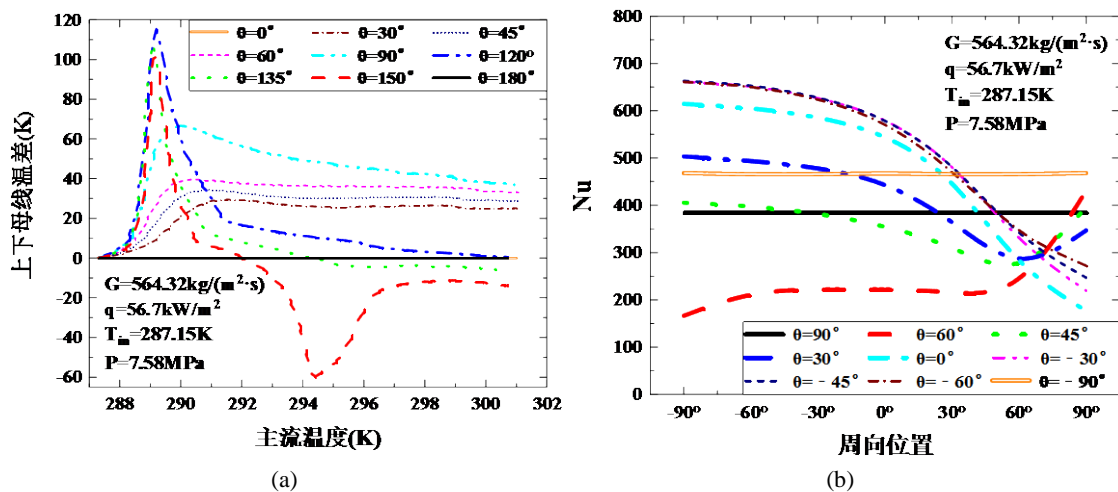 120
100
80
60
40
20
0
-20
-40
-60
上下母线温差(K)
θ=0° θ=30° θ=45°
θ=60° θ=90° θ=120°
θ=135° θ=150° θ=180°
G=564.32kg/(m²·s)
q=56.7kW/m²
T_in=287.15K
P=7.58MPa
288 290 292 294 296 298 300 302
主流温度(K)
(a)
800
700
600
500
400
300
200
100
0
Nu
G=564.32kg/(m²·s)
q=56.7kW/m²
T_in=287.15K
P=7.58MPa
θ=90° θ=60° θ=45°
θ=30° θ=0° θ=-30°
θ=-45° θ=-60° θ=-90°
-90° -60° -30° 0° 30° 60° 90°
周向位置
(b)